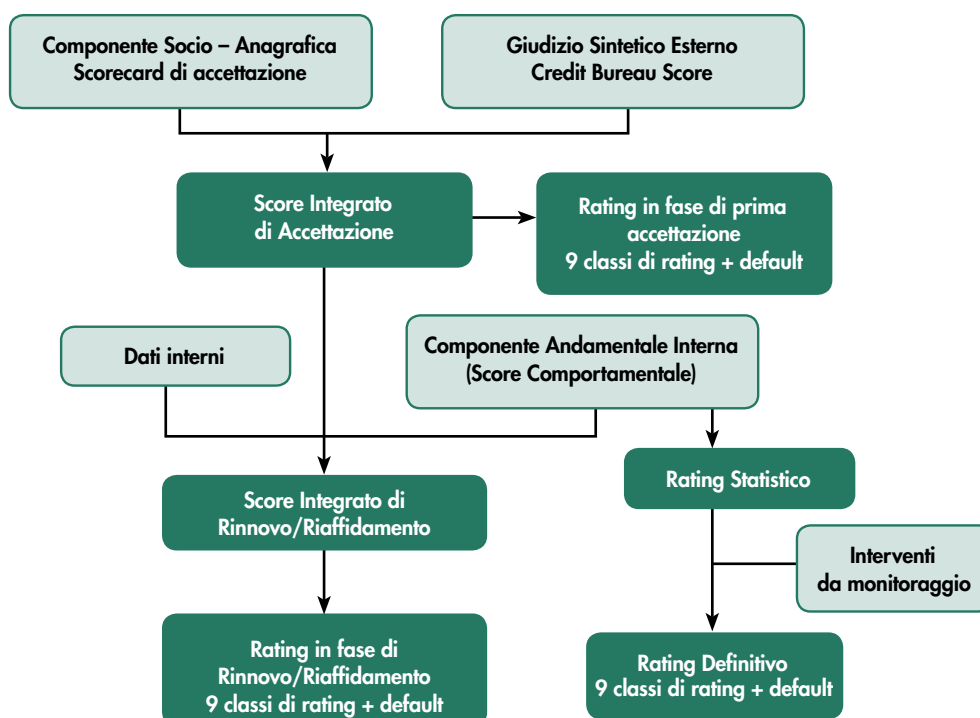 Componente Socio – Anagrafica
Scorecard di accettazione
Giudizio Sintetico Esterno
Credit Bureau Score
Score Integrato
di Accettazione
Rating in fase di prima
accettazione
9 classi di rating + default
Dati interni
Componente Andamentale Interna
(Score Comportamentale)
Score Integrato di
Rinnovo/Riaffidamento
Rating Statistico
Interventi
da monitoraggio
Rating in fase di
Rinnovo/Riaffidamento
9 classi di rating + default
Rating Definitivo
9 classi di rating + default